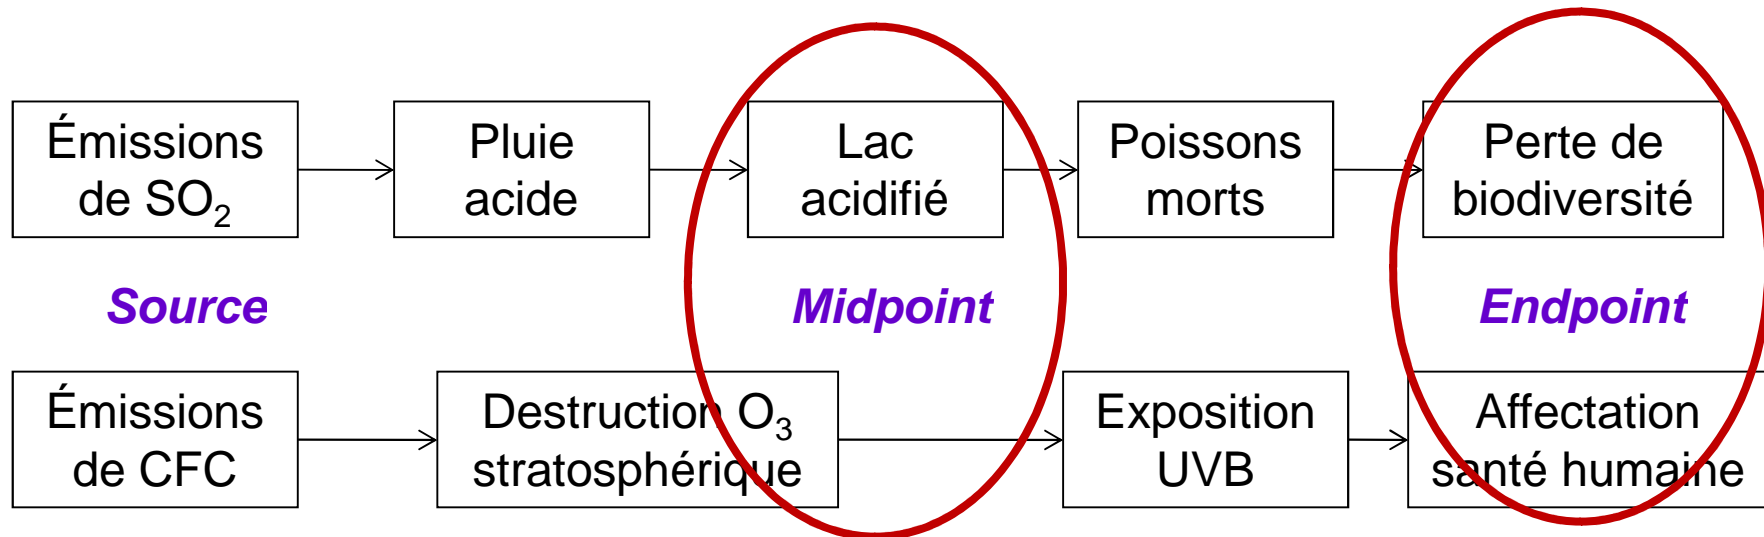 Émissions
de SO₂
Pluie
acide
Lac
acidifié
Poissons
morts
Perte de
biodiversité
Source
Midpoint
Endpoint
Émissions
de CFC
Destruction O₃
stratosphérique
Exposition
UVB
Affectation
santé humaine